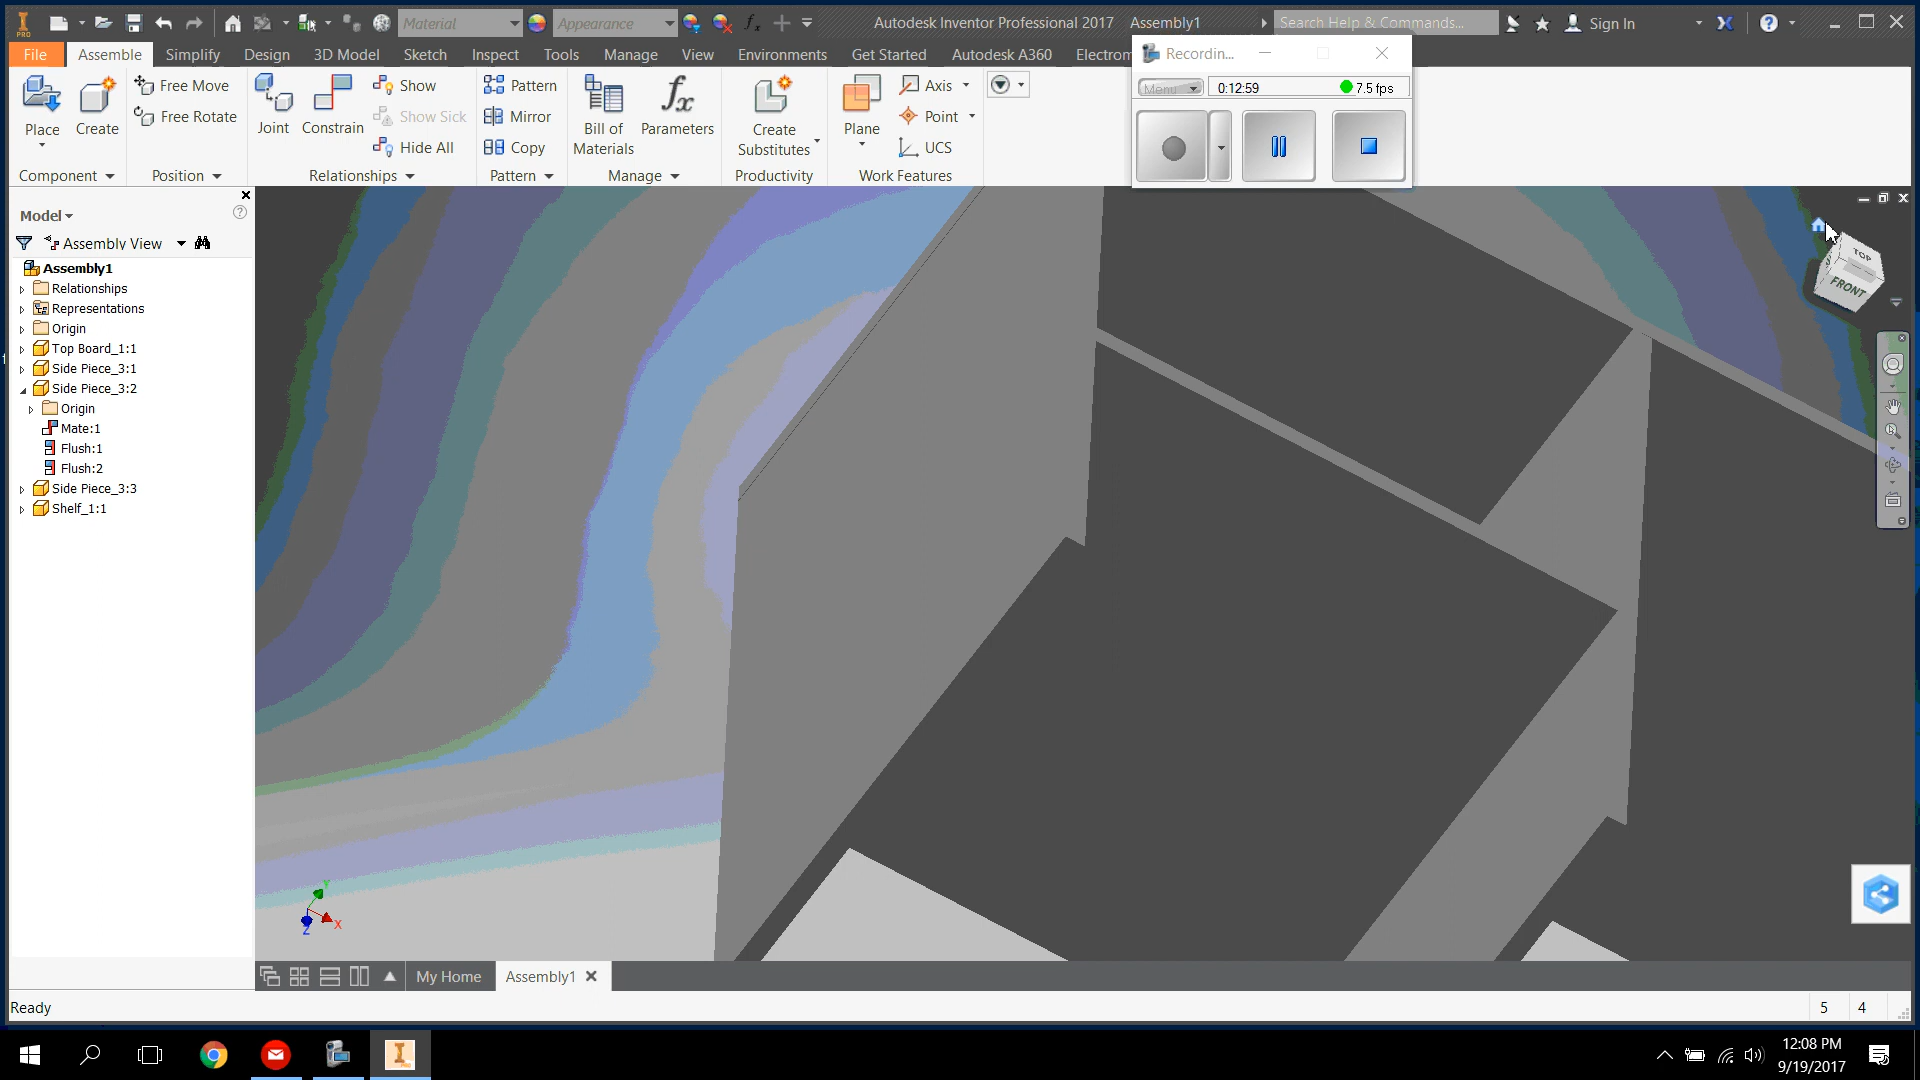 PRO
Material
Appearance
Autodesk Inventor Professional 2017 Assembly1
Search Help & Commands...
Sign In
File Assemble Simplify Design 3D Model Sketch Inspect Tools Manage View Environments Get Started Autodesk A360 Electrom
Recordin...
Menu 0:12:59 7.5 fps
Place
Create
Free Move
Free Rotate
Joint
Constrain
Show
Show Sick
Hide All
Pattern
Mirror
Copy
Bill of
Materials
Parameters
Create
Substitutes
Plane
Axis
Point
UCS
Component Position Relationships Pattern Manage Productivity Work Features
Model
Assembly View
Assembly1
Relationships
Representations
Origin
Top Board_1:1
Side Piece_3:1
Side Piece_3:2
Origin
Mate:1
Flush:1
Flush:2
Side Piece_3:3
Shelf_1:1
TOP
FRONT
Y
X
Z
My Home Assembly1
Ready 5 4
12:08 PM
9/19/2017